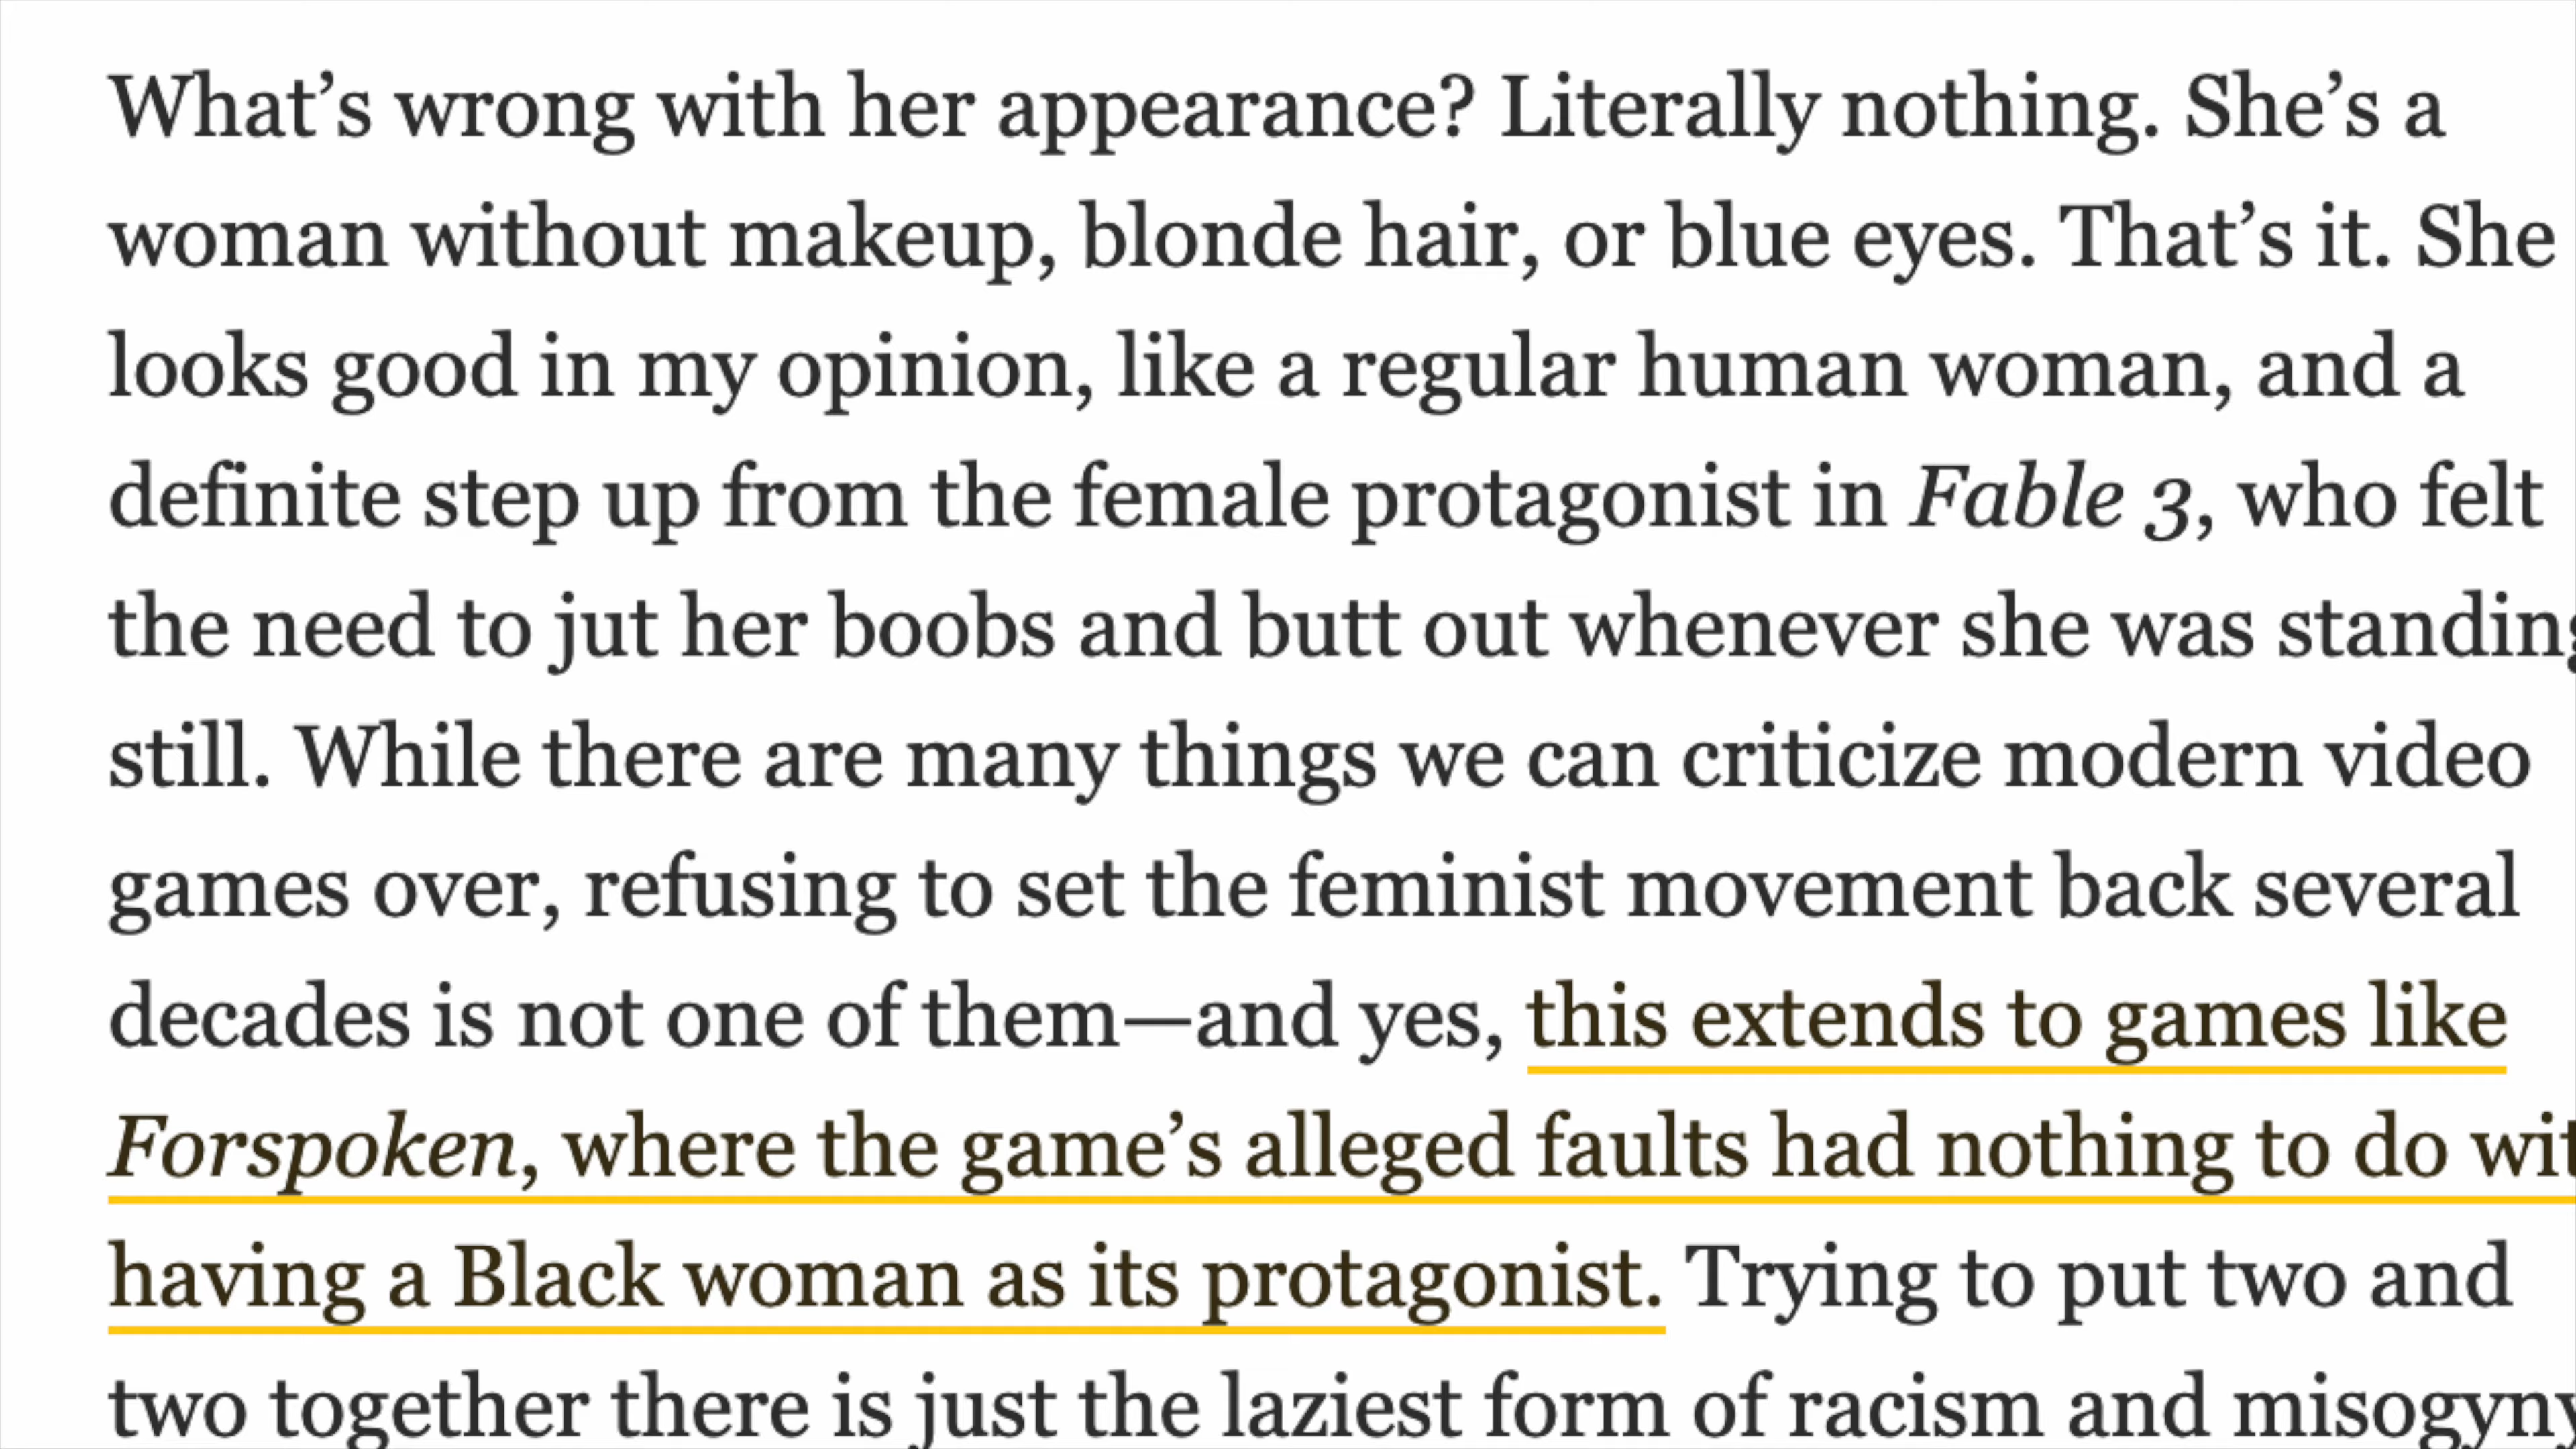 What’s wrong with her appearance? Literally nothing. She’s a
woman without makeup, blonde hair, or blue eyes. That’s it. She
looks good in my opinion, like a regular human woman, and a
definite step up from the female protagonist in Fable 3, who felt
the need to jut her boobs and butt out whenever she was standing
still. While there are many things we can criticize modern video
games over, refusing to set the feminist movement back several
decades is not one of them—and yes, this extends to games like
Forspoken, where the game’s alleged faults had nothing to do wit
having a Black woman as its protagonist. Trying to put two and
two together there is just the laziest form of racism and misogyny